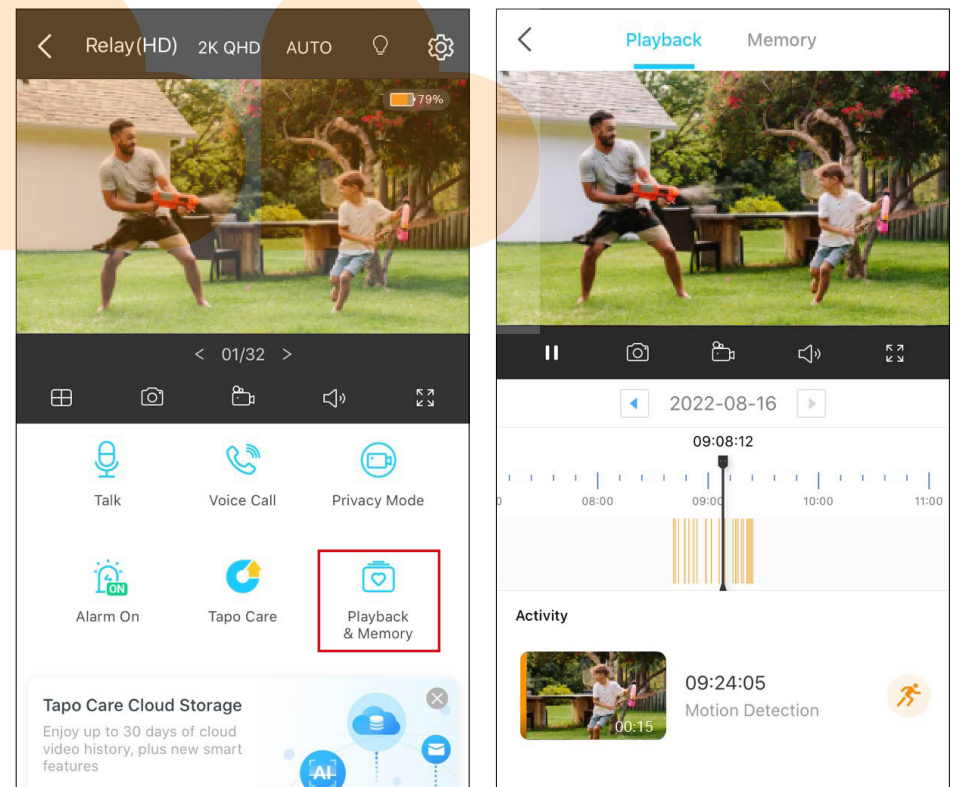 Relay(HD) 2K QHD AUTO
79%
< 01/32 >
Talk Voice Call Privacy Mode
ON
Alarm On Tapo Care Playback
& Memory
Tapo Care Cloud Storage
Enjoy up to 30 days of cloud
video history, plus new smart
features
AI
Playback Memory
2022-08-16
09:08:12
0 08:00 09:00 10:00 11:00
Activity
09:24:05
Motion Detection
00:15